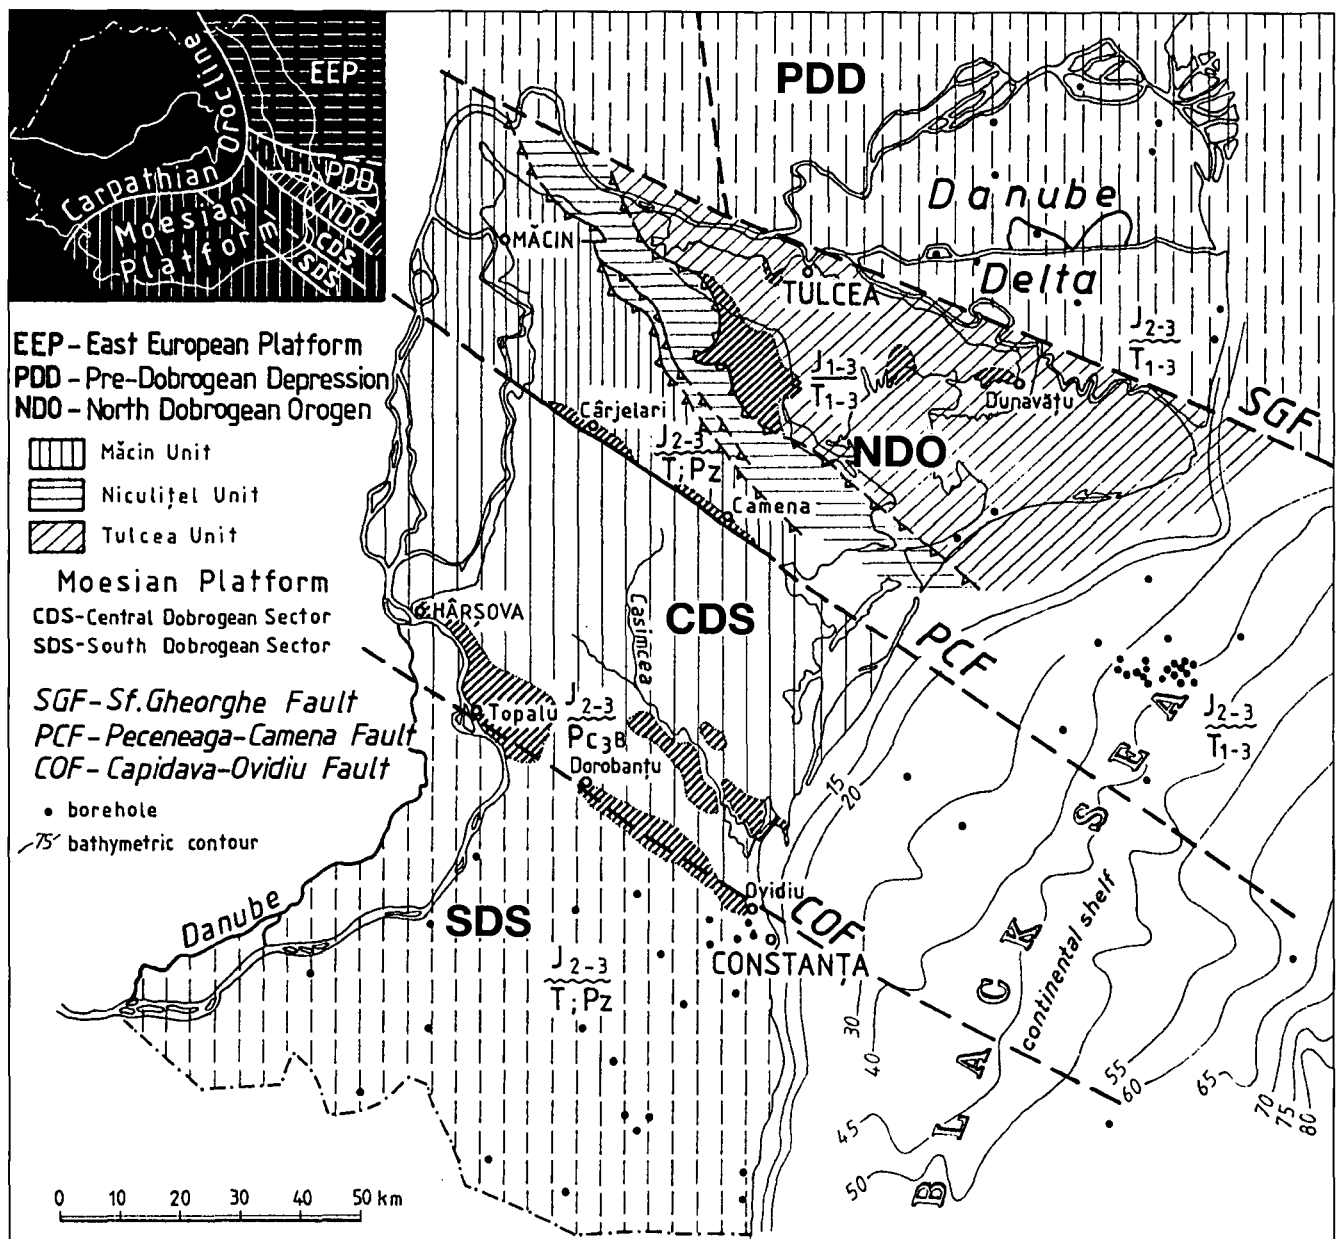 EEP
Carpathian Orocline
PDD
NDO
Moesian
Platform
CDS
SDS
EEP – East European Platform
PDD – Pre-Dobrogean Depression
NDO – North Dobrogean Orogen
Măcin Unit
Niculițel Unit
Tulcea Unit
Moesian Platform
CDS-Central Dobrogean Sector
SDS-South Dobrogean Sector
SGF – Sf. Gheorghe Fault
PCF – Peceneaga-Camena Fault
COF – Capidava-Ovidiu Fault
borehole
75 bathymetric contour
0 10 20 30 40 50 km
PDD
Danube
Delta
MĂCIN
TULCEA
J2-3
T1-3
J1-3
T1-3
Dunavățu
SGF
Cârjelari
J2-3
T; Pz
NDO
Camena
HÂRȘOVA
Casimcea
CDS
PCF
Topalu
J2-3
PC3B
Dorobanțu
J2-3
T1-3
Danube
SDS
Ovidiu
COF
CONSTANȚA
J2-3
T; Pz
BLACK SEA
continental shelf
15
20
30
40
45
50
55
60
65
70
75
80